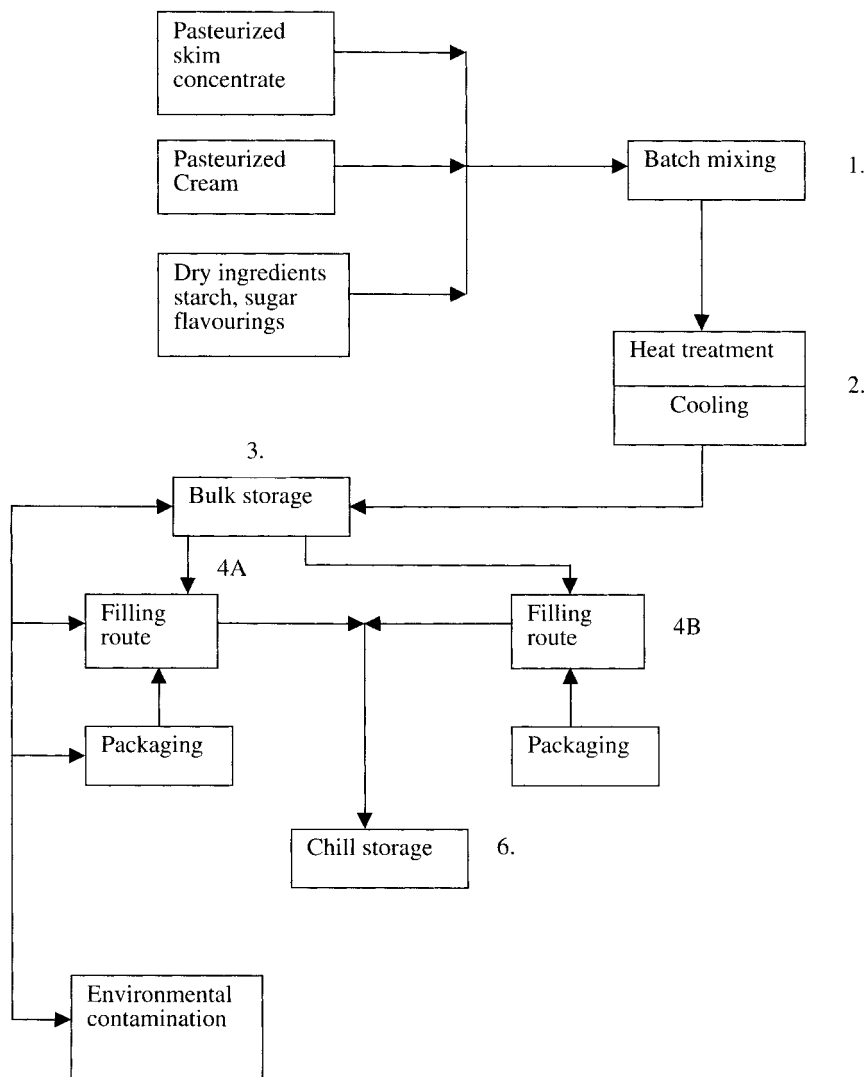 Pasteurized
skim
concentrate
Pasteurized
Cream
Batch mixing
1.
Dry ingredients
starch, sugar
flavourings
Heat treatment
2.
Cooling
3.
Bulk storage
4A
Filling
route
Filling
route
4B
Packaging
Packaging
Chill storage
6.
Environmental
contamination